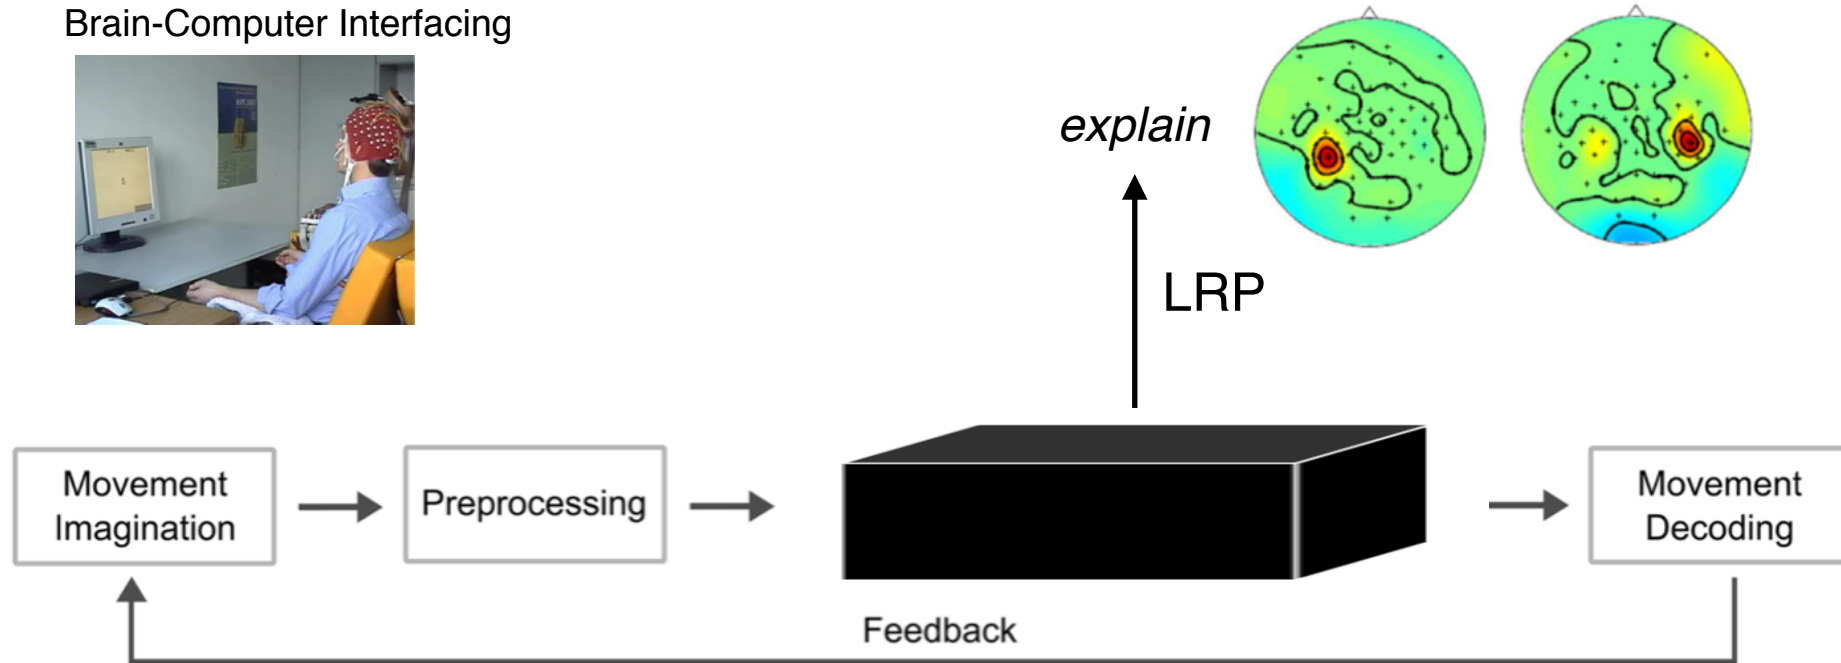 Brain-Computer Interfacing
explain
LRP
Movement
Imagination
Preprocessing
Movement
Decoding
Feedback